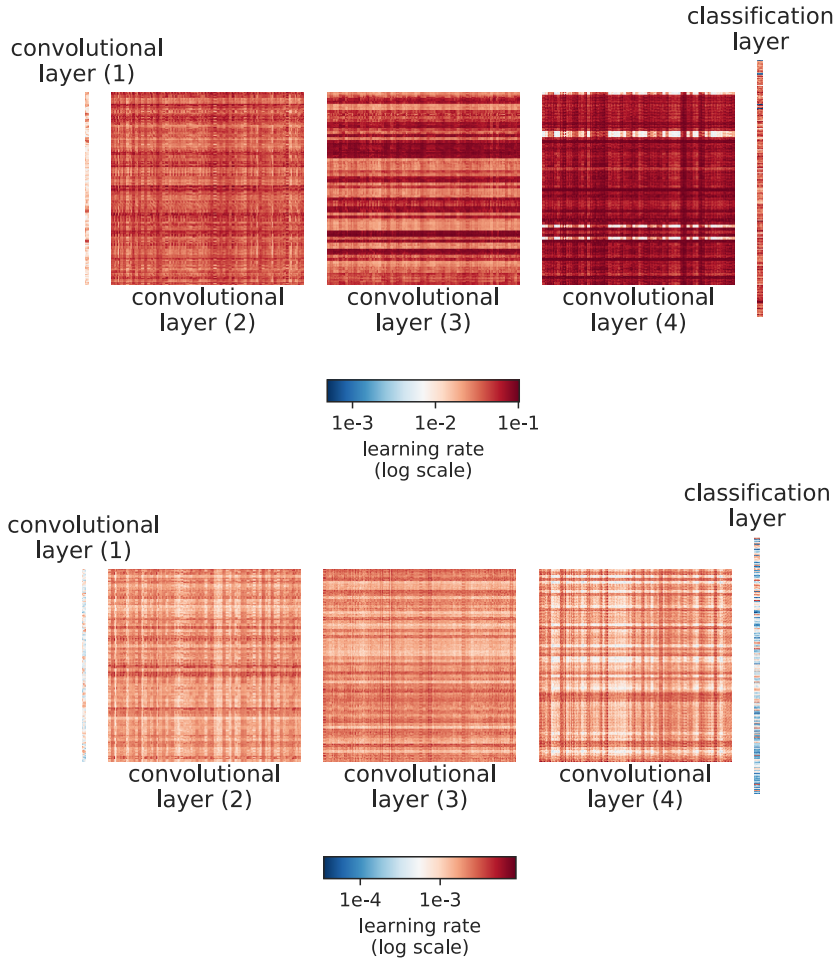 classification
layer
convolutional
layer (1)
convolutional
layer (2)
convolutional
layer (3)
convolutional
layer (4)
1e-3
1e-2
1e-1
learning rate
(log scale)
classification
layer
convolutional
layer (1)
convolutional
layer (2)
convolutional
layer (3)
convolutional
layer (4)
1e-4
1e-3
learning rate
(log scale)